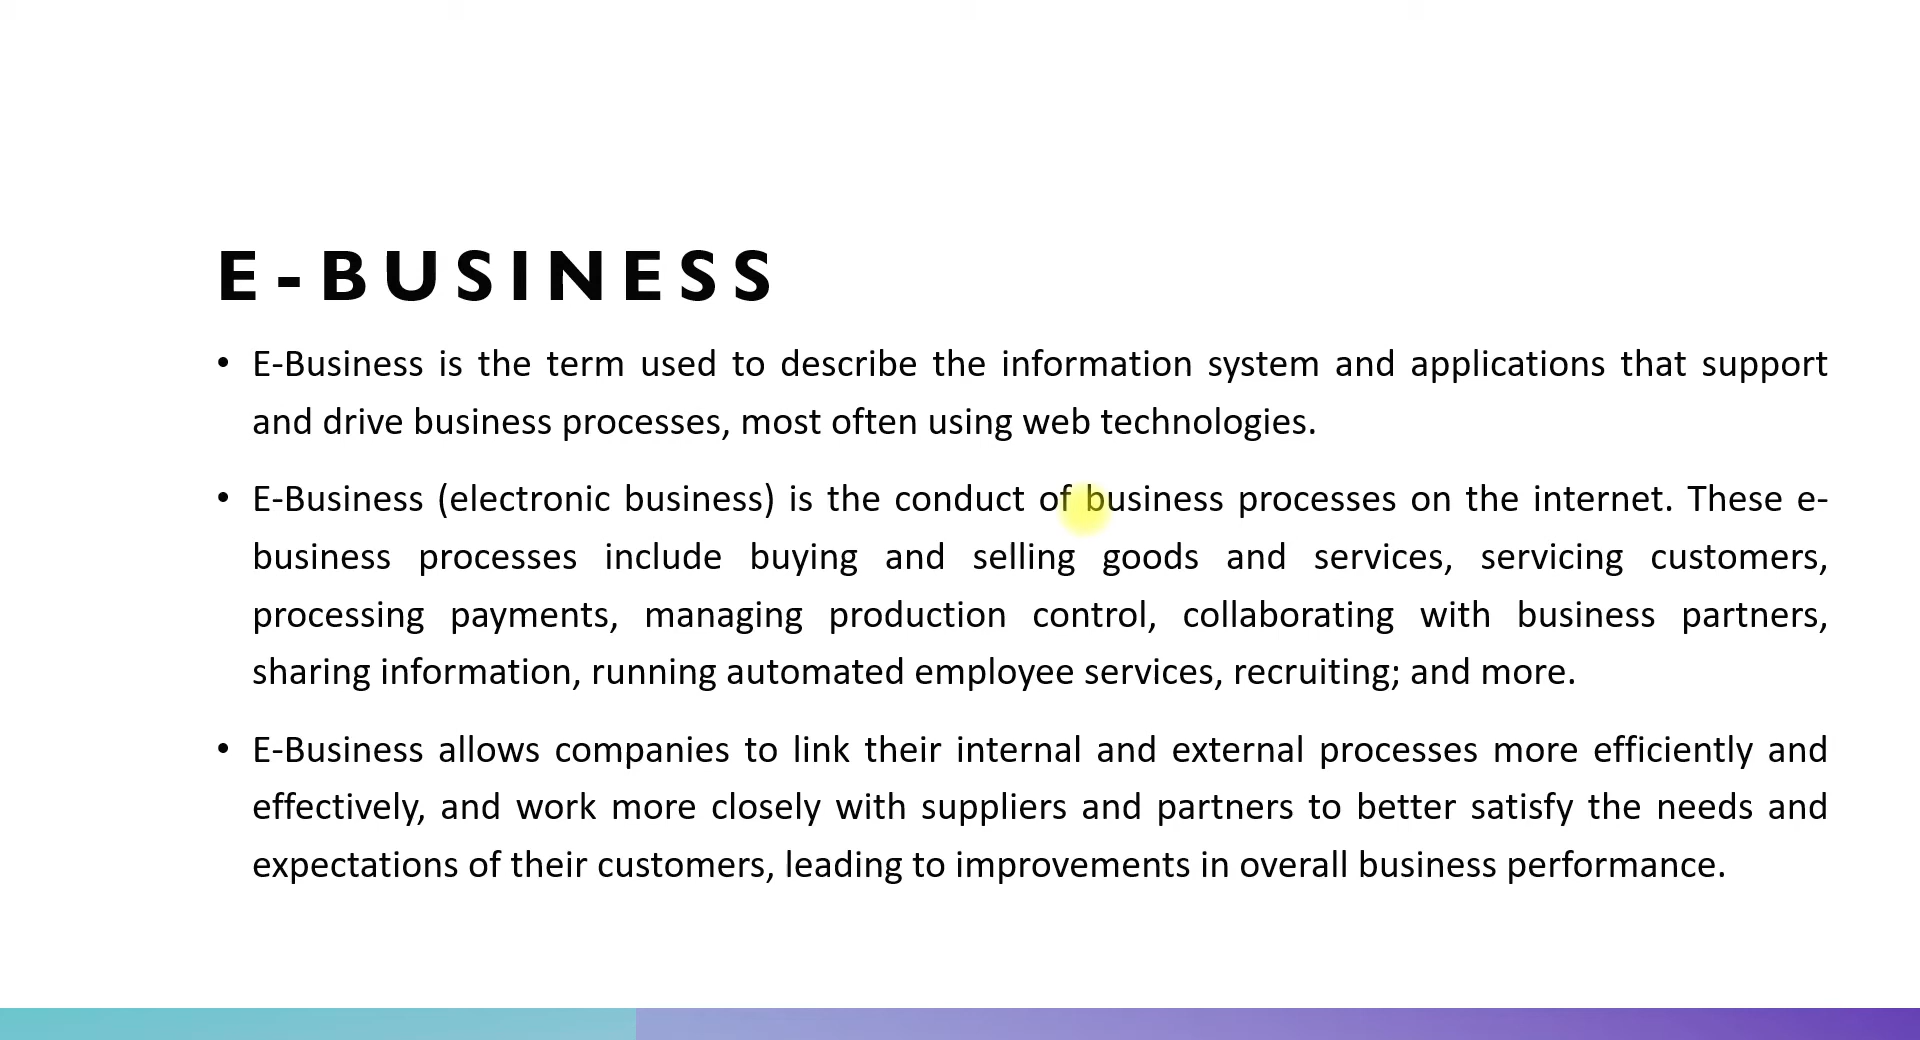 E-BUSINESS
• E-Business is the term used to describe the information system and applications that support
and drive business processes, most often using web technologies.
• E-Business (electronic business) is the conduct of business processes on the internet. These e-
business processes include buying and selling goods and services, servicing customers,
processing payments, managing production control, collaborating with business partners,
sharing information, running automated employee services, recruiting; and more.
• E-Business allows companies to link their internal and external processes more efficiently and
effectively, and work more closely with suppliers and partners to better satisfy the needs and
expectations of their customers, leading to improvements in overall business performance.